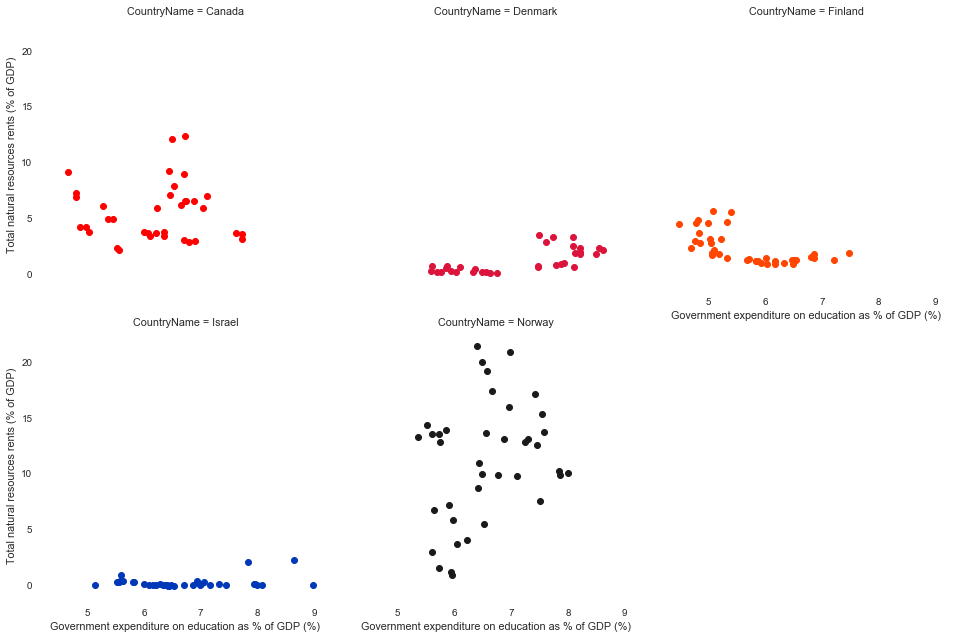 CountryName = Canada
CountryName = Denmark
CountryName = Finland
Total natural resources rents (% of GDP)
20
15
10
5
0
5 6 7 8 9
Government expenditure on education as % of GDP (%)
CountryName = Israel
CountryName = Norway
Total natural resources rents (% of GDP)
20
15
10
5
0
5 6 7 8 9
Government expenditure on education as % of GDP (%)
5 6 7 8 9
Government expenditure on education as % of GDP (%)